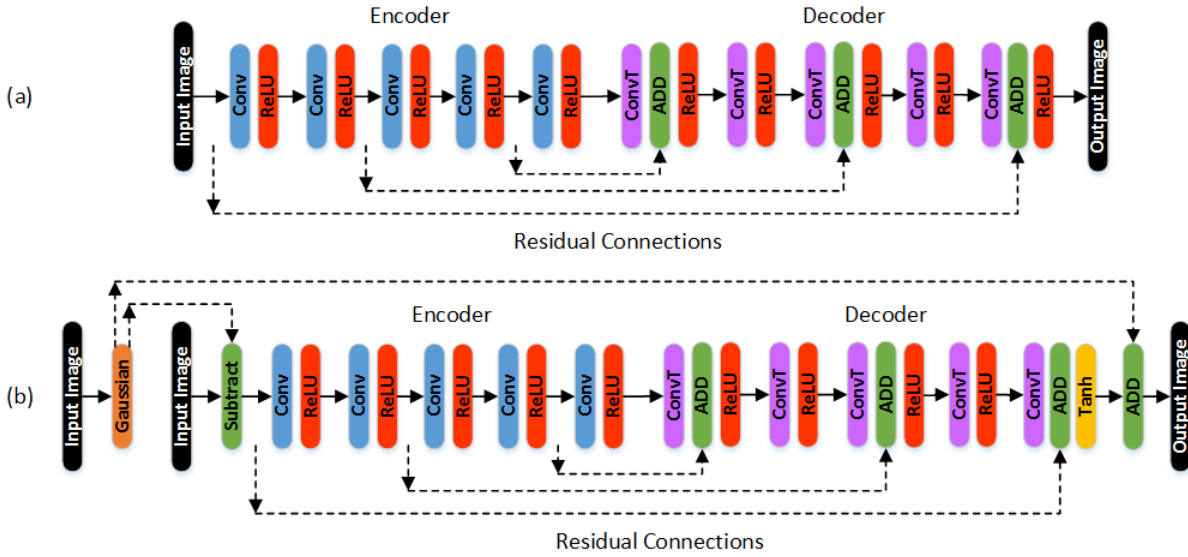 Encoder
Decoder
(a)
Input Image
Conv
ReLU
Conv
ReLU
Conv
ReLU
Conv
ReLU
Conv
ReLU
ConvT
ADD
ReLU
ConvT
ReLU
ConvT
ADD
ReLU
ConvT
ReLU
ConvT
ADD
ReLU
Output Image
Residual Connections
Encoder
Decoder
(b)
Input Image
Gaussian
Input Image
Subtract
Conv
ReLU
Conv
ReLU
Conv
ReLU
Conv
ReLU
Conv
ReLU
ConvT
ADD
ReLU
ConvT
ReLU
ConvT
ADD
ReLU
ConvT
ReLU
ConvT
ADD
Tanh
ADD
Output Image
Residual Connections